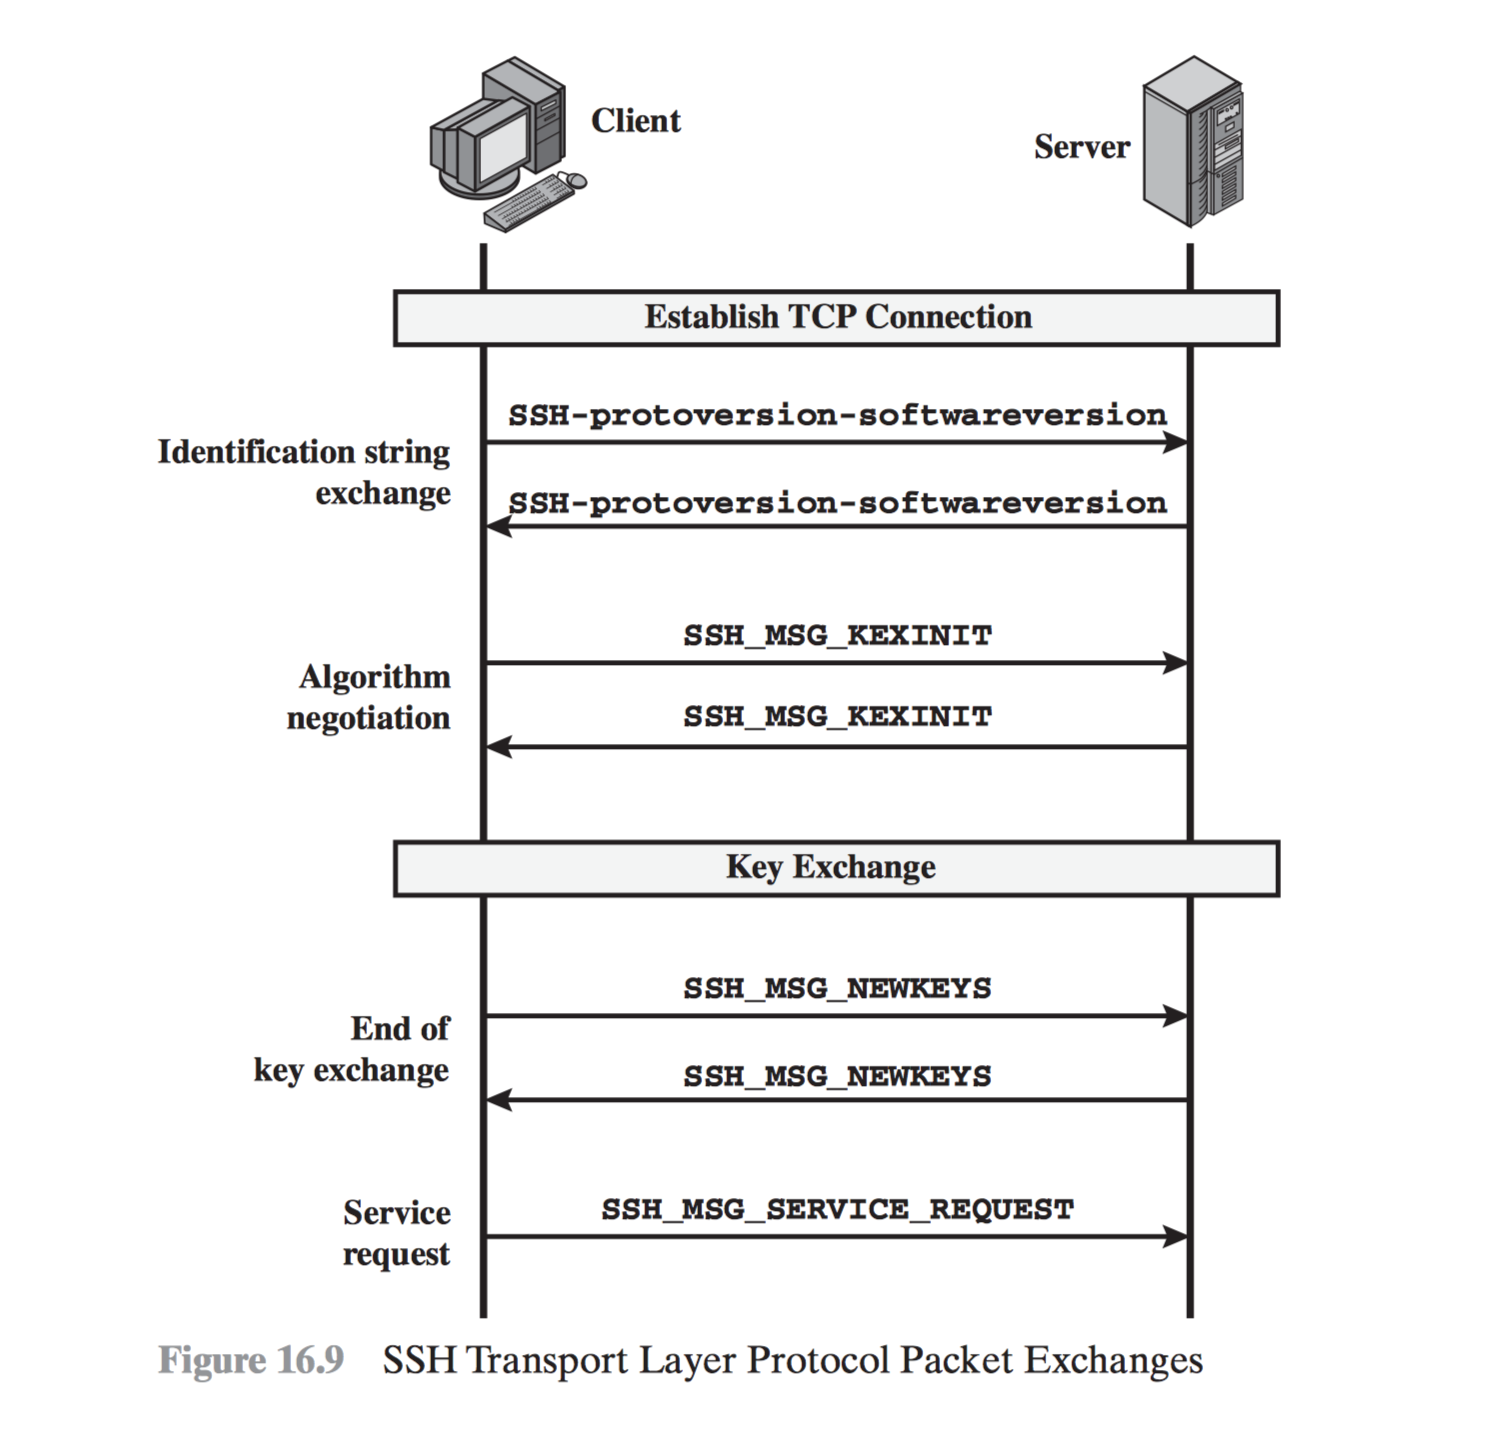 Client
Server
Establish TCP Connection
SSH-protoversion-softwareversion
Identification string
exchange
SSH-protoversion-softwareversion
SSH_MSG_KEXINIT
Algorithm
negotiation
SSH_MSG_KEXINIT
Key Exchange
SSH_MSG_NEWKEYS
End of
key exchange
SSH_MSG_NEWKEYS
Service
request
SSH_MSG_SERVICE_REQUEST
Figure 16.9 SSH Transport Layer Protocol Packet Exchanges